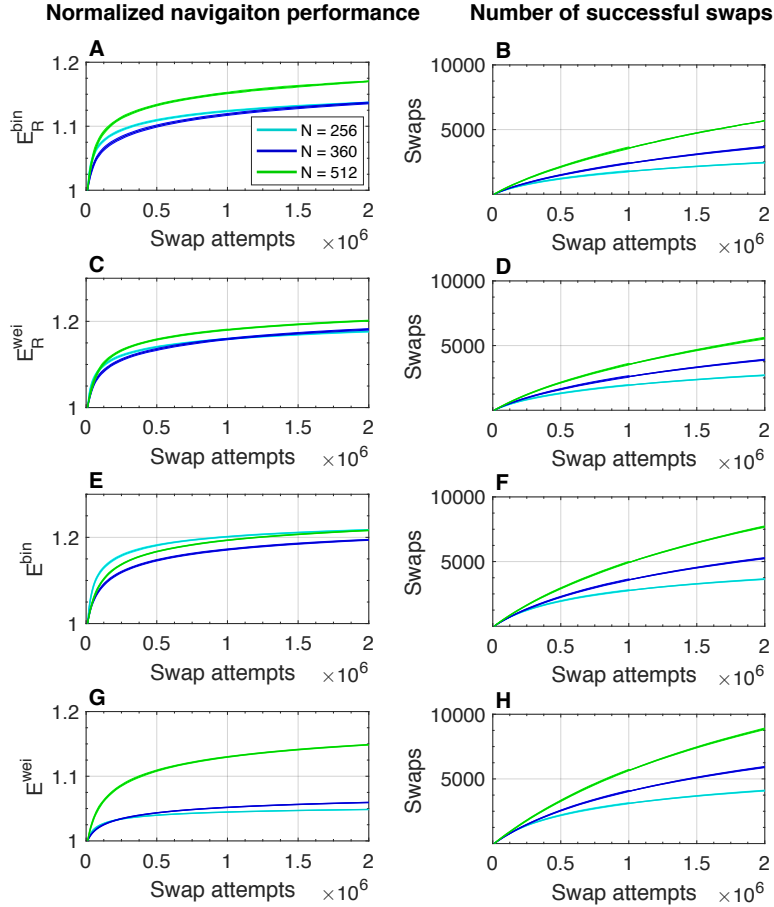 Normalized navigaiton performance
Number of successful swaps
A
1.2
1.1
1
E_R^bin
N = 256
N = 360
N = 512
0 0.5 1 1.5 2
Swap attempts ×10^6
B
10000
5000
Swaps
0 0.5 1 1.5 2
Swap attempts ×10^6
C
1.2
1
E_R^wei
0 0.5 1 1.5 2
Swap attempts ×10^6
D
10000
5000
Swaps
0 0.5 1 1.5 2
Swap attempts ×10^6
E
1.2
1
E^bin
0 0.5 1 1.5 2
Swap attempts ×10^6
F
10000
5000
Swaps
0 0.5 1 1.5 2
Swap attempts ×10^6
G
1.2
1.1
1
E^wei
0 0.5 1 1.5 2
Swap attempts ×10^6
H
10000
5000
Swaps
0 0.5 1 1.5 2
Swap attempts ×10^6